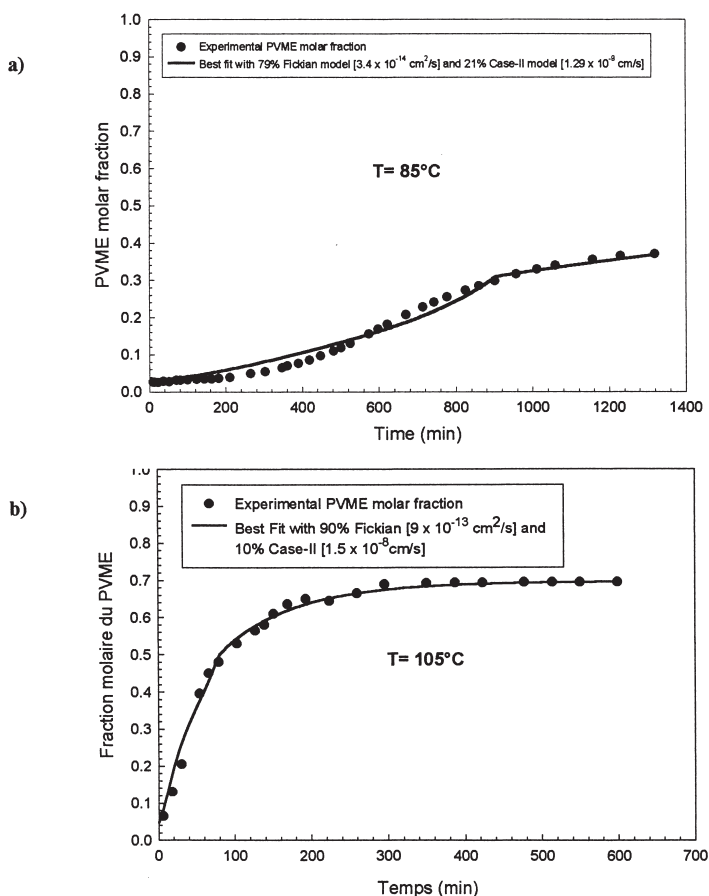 a)
1.0
0.9
0.8
0.7
0.6
0.5
0.4
0.3
0.2
0.1
0.0
PVME molar fraction
Experimental PVME molar fraction
Best fit with 79% Fickian model [3.4 x 10-14 cm2/s] and 21% Case-II model [1.29 x 10-9 cm/s]
T= 85°C
0 200 400 600 800 1000 1200 1400
Time (min)
b)
1.0
0.9
0.8
0.7
0.6
0.5
0.4
0.3
0.2
0.1
0.0
Fraction molaire du PVME
Experimental PVME molar fraction
Best Fit with 90% Fickian [9 x 10-13 cm2/s] and
10% Case-II [1.5 x 10-8cm/s]
T= 105°C
0 100 200 300 400 500 600 700
Temps (min)